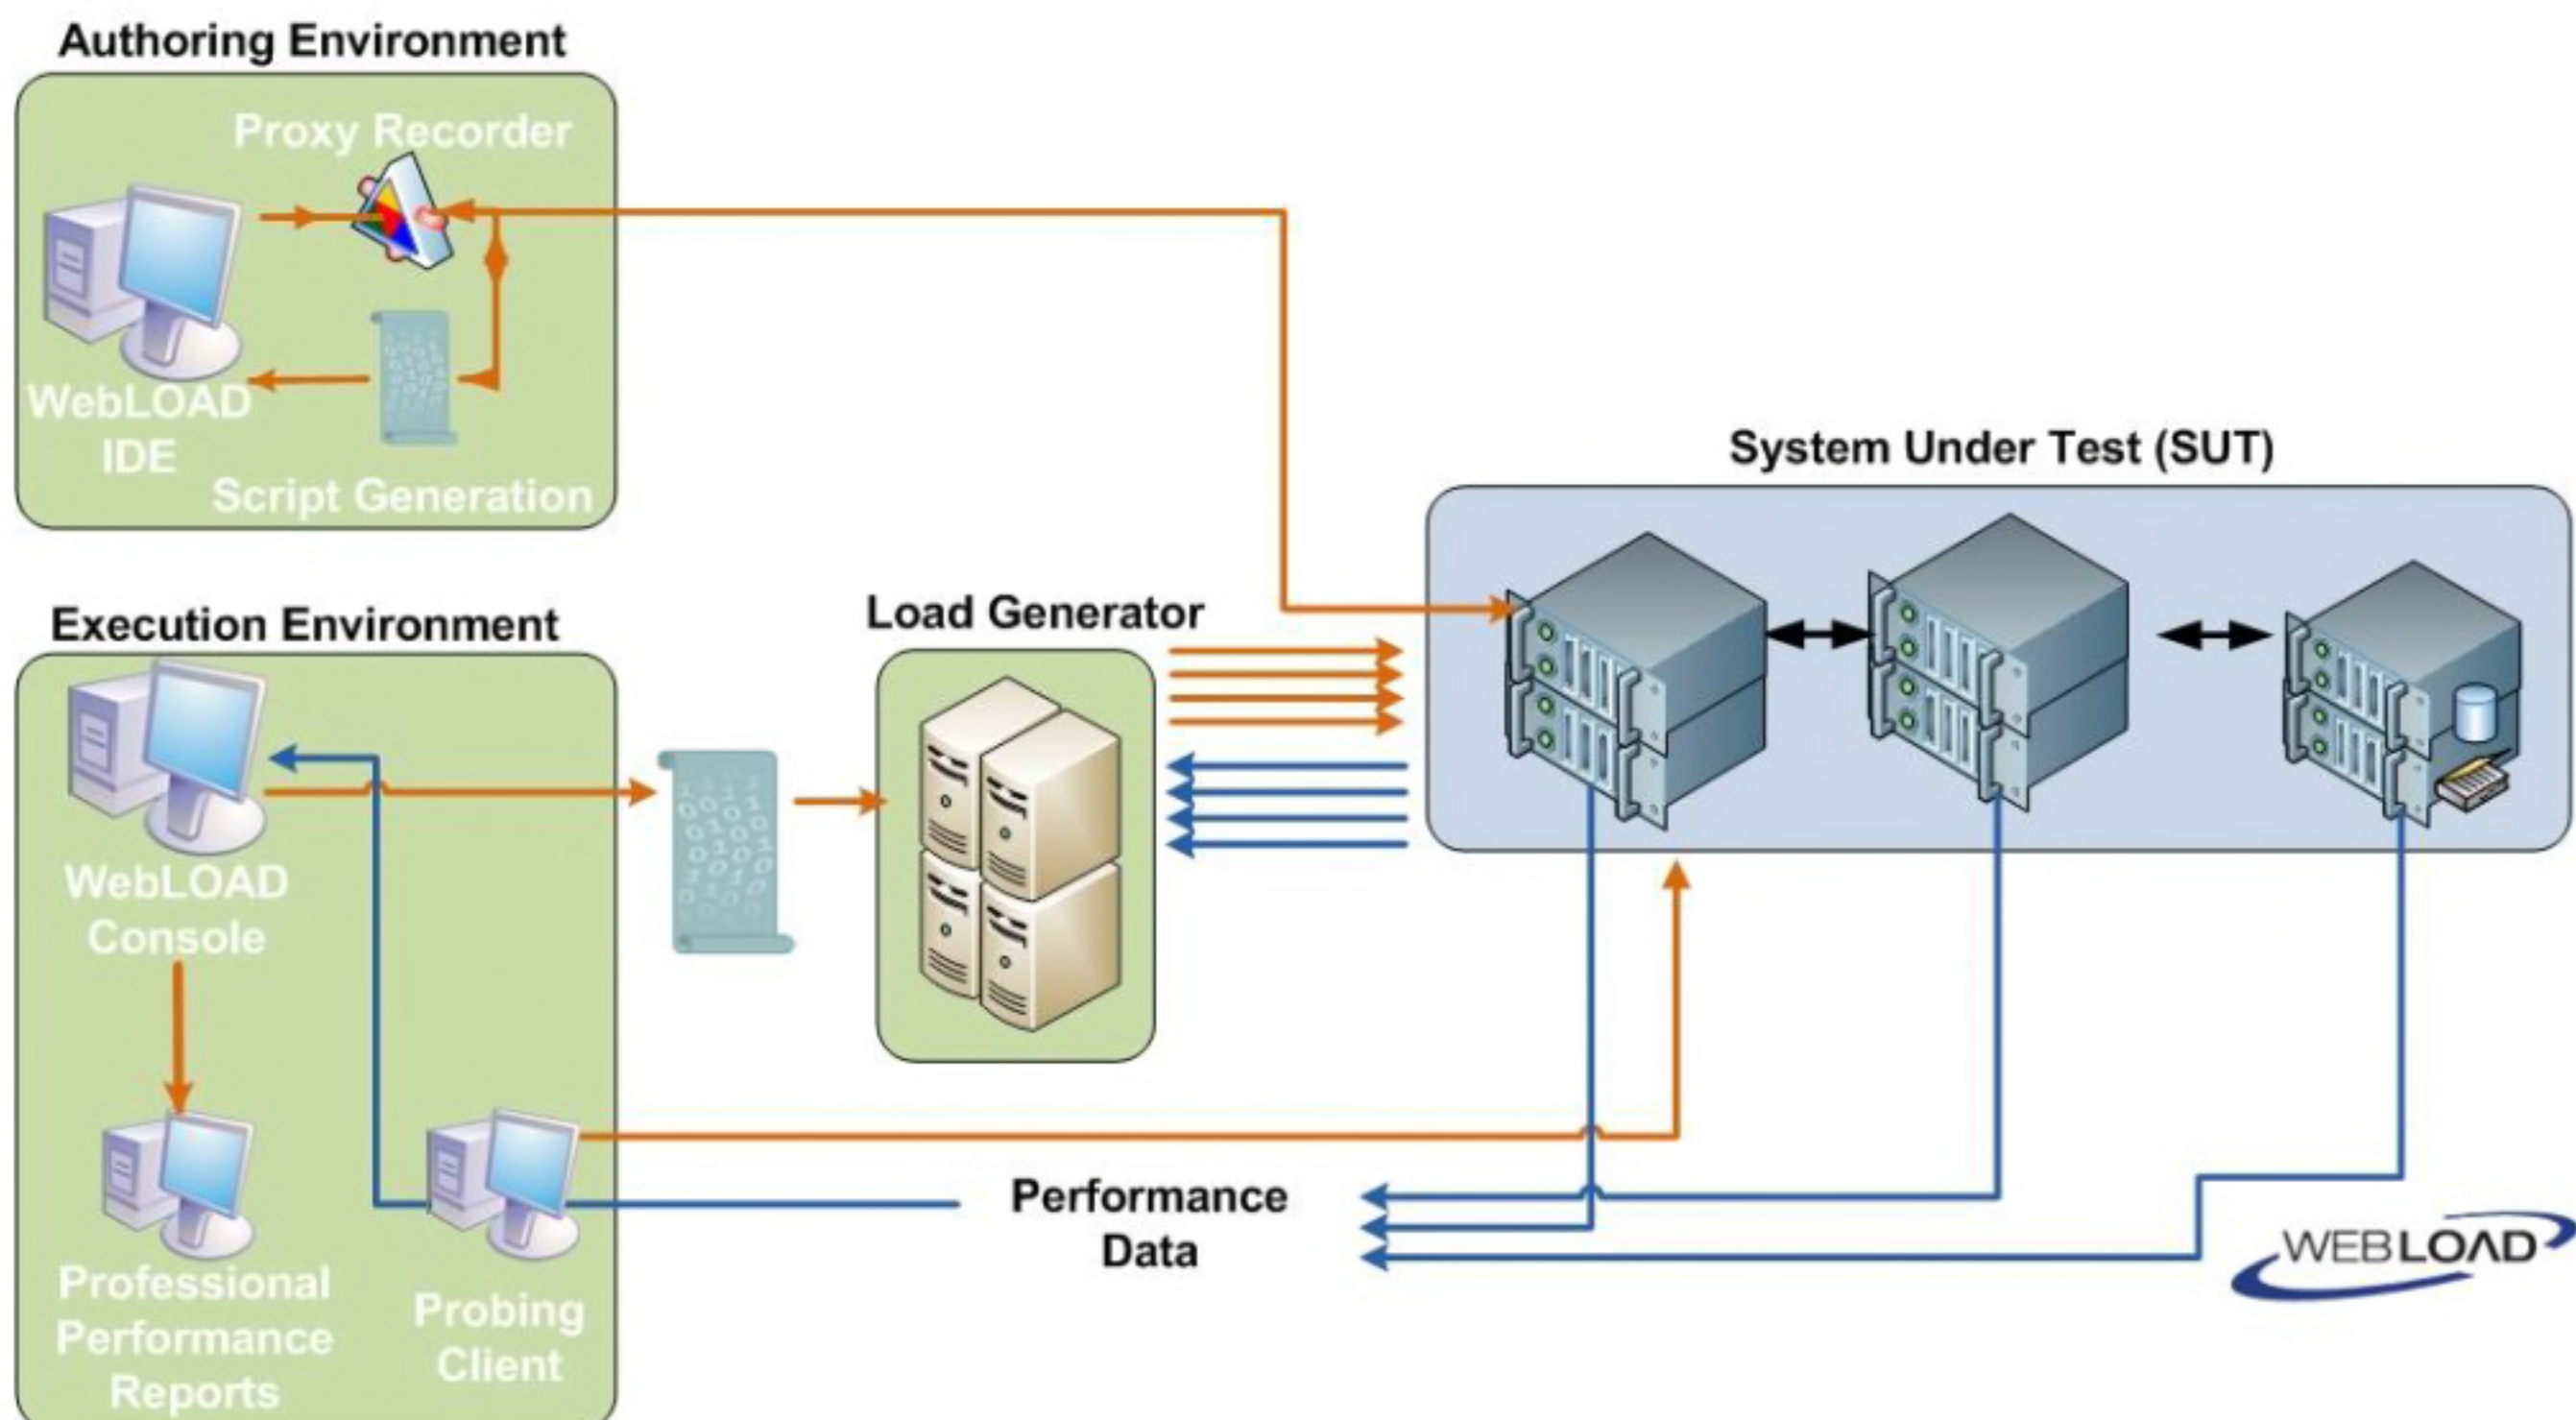 Authoring Environment
Proxy Recorder
WebLOAD
IDE
Script Generation
System Under Test (SUT)
Execution Environment
Load Generator
WebLOAD
Console
Performance
Data
Professional
Performance
Reports
Probing
Client
WEBLOAD